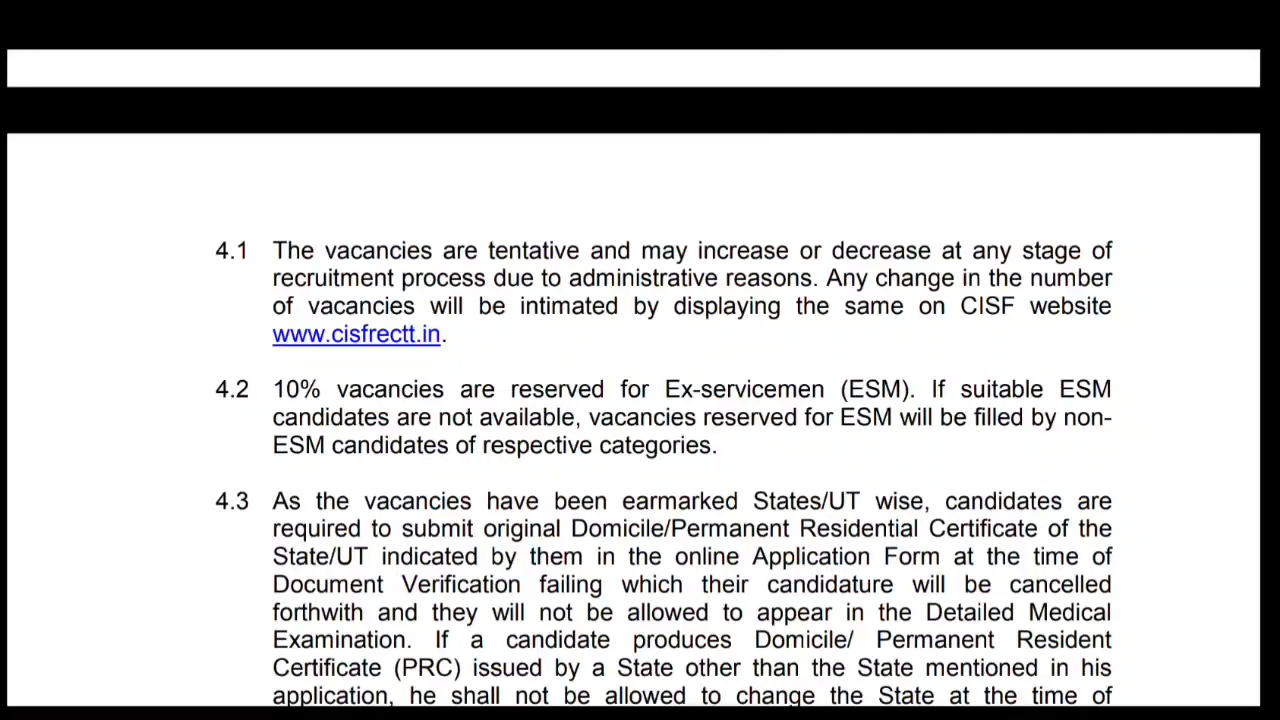 4.1 The vacancies are tentative and may increase or decrease at any stage of
recruitment process due to administrative reasons. Any change in the number
of vacancies will be intimated by displaying the same on CISF website
www.cisfrectt.in.
4.2 10% vacancies are reserved for Ex-servicemen (ESM). If suitable ESM
candidates are not available, vacancies reserved for ESM will be filled by non-
ESM candidates of respective categories.
4.3 As the vacancies have been earmarked States/UT wise, candidates are
required to submit original Domicile/Permanent Residential Certificate of the
State/UT indicated by them in the online Application Form at the time of
Document Verification failing which their candidature will be cancelled
forthwith and they will not be allowed to appear in the Detailed Medical
Examination. If a candidate produces Domicile/ Permanent Resident
Certificate (PRC) issued by a State other than the State mentioned in his
application, he shall not be allowed to change the State at the time of